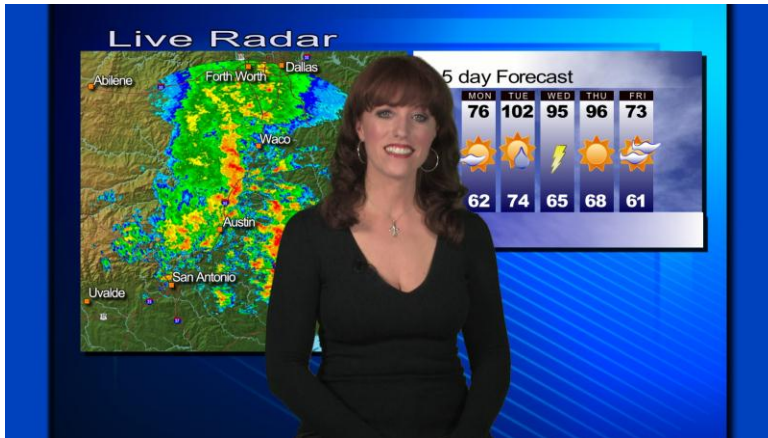 Live Radar
Abilene
Forth Worth
Dallas
Waco
Austin
San Antonio
Uvalde
5 day Forecast
MON TUE WED THU FRI
76 102 95 96 73
62 74 65 68 61